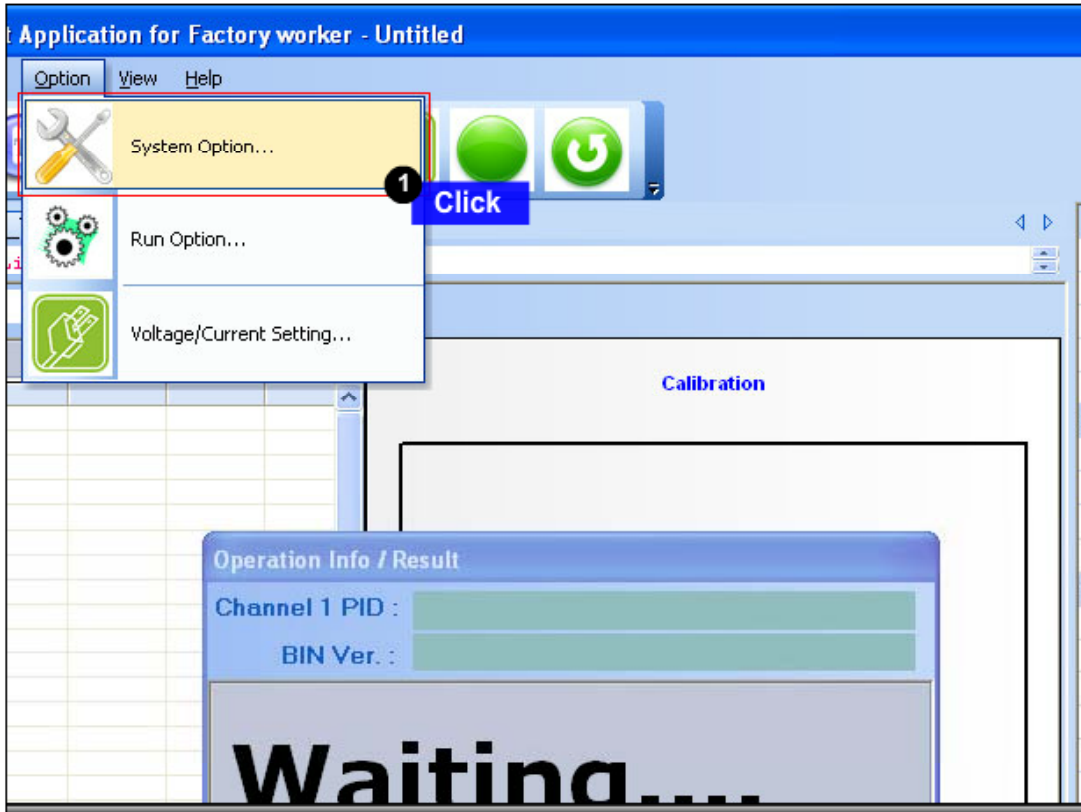 Application for Factory worker - Untitled
Option View Help
System Option...
1
Click
Run Option...
Voltage/Current Setting...
Calibration
Operation Info / Result
Channel 1 PID :
BIN Ver. :
Waiting....